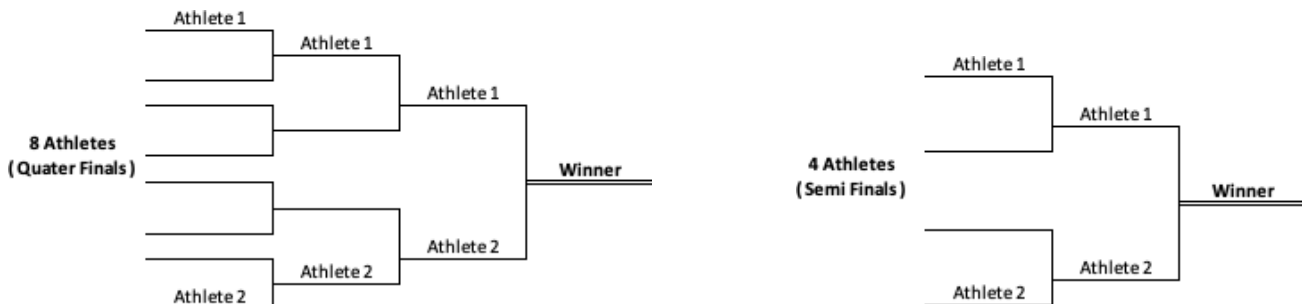 Athlete 1
Athlete 1
Athlete 1
8 Athletes
( Quater Finals )
Winner
Athlete 2
Athlete 2
Athlete 2
Athlete 1
Athlete 1
4 Athletes
( Semi Finals )
Winner
Athlete 2
Athlete 2